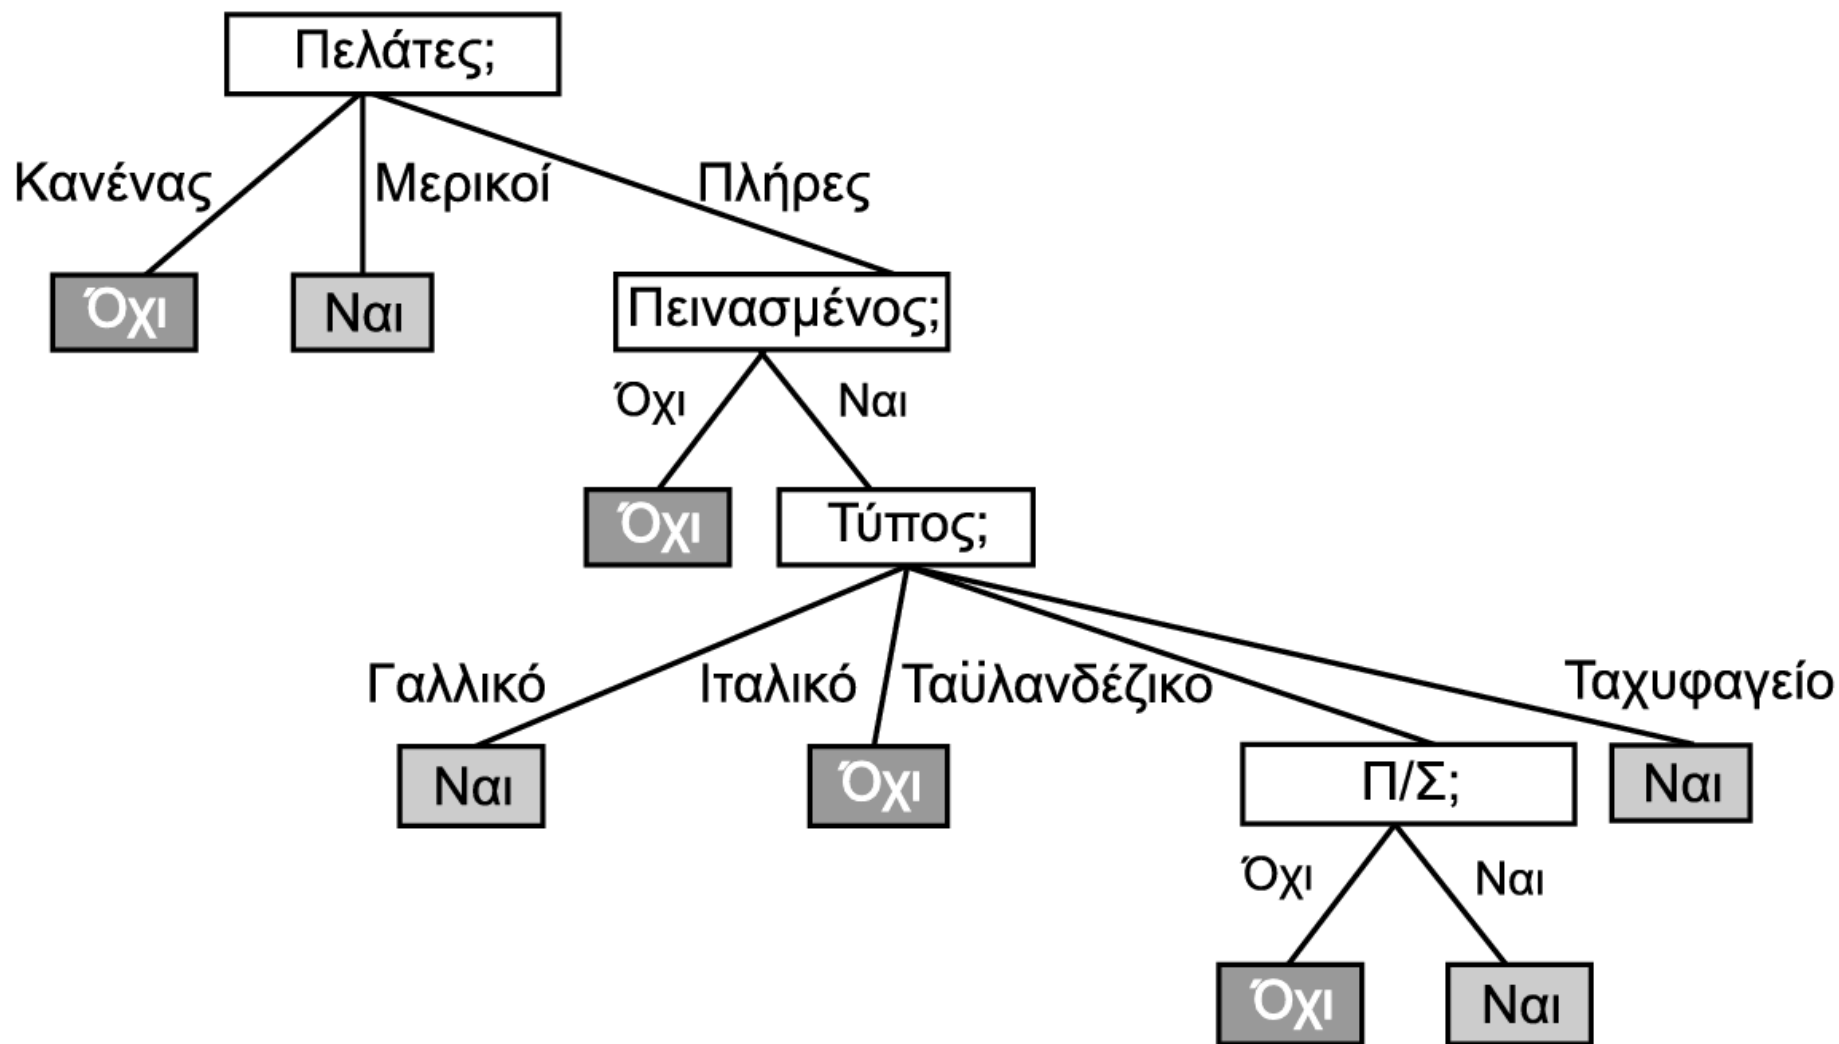 Πελάτες;
Κανένας Μερικοί Πλήρες
Όχι Ναι Πεινασμένος;
Όχι Ναι
Όχι Τύπος;
Γαλλικό Ιταλικό Ταϋλανδέζικο Ταχυφαγείο
Ναι Όχι Π/Σ; Ναι
Όχι Ναι
Όχι Ναι